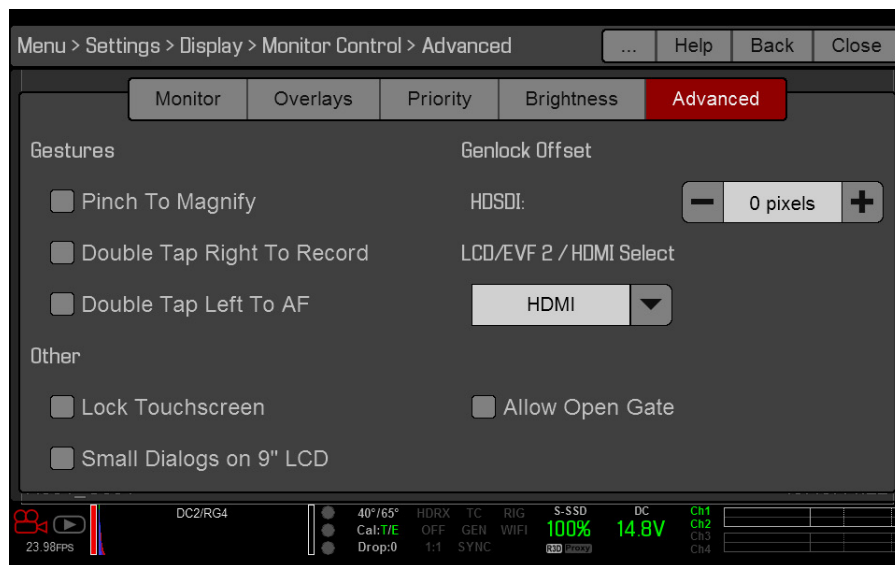 Menu > Settings > Display > Monitor Control > Advanced ... Help Back Close
Monitor Overlays Priority Brightness Advanced
Gestures
Pinch To Magnify
Double Tap Right To Record
Double Tap Left To AF
Other
Lock Touchscreen
Small Dialogs on 9" LCD
Genlock Offset
HDSDI: 0 pixels
LCD/EVF 2 / HDMI Select
HDMI
Allow Open Gate
23.98FPS
DC2/RG4
40°/65°
Cal:T/E
Drop:0
HDRX TC RIG
OFF GEN WIFI
1:1 SYNC
S-SSD
100%
R3D Proxy
DC
14.8V
Ch1
Ch2
Ch3
Ch4